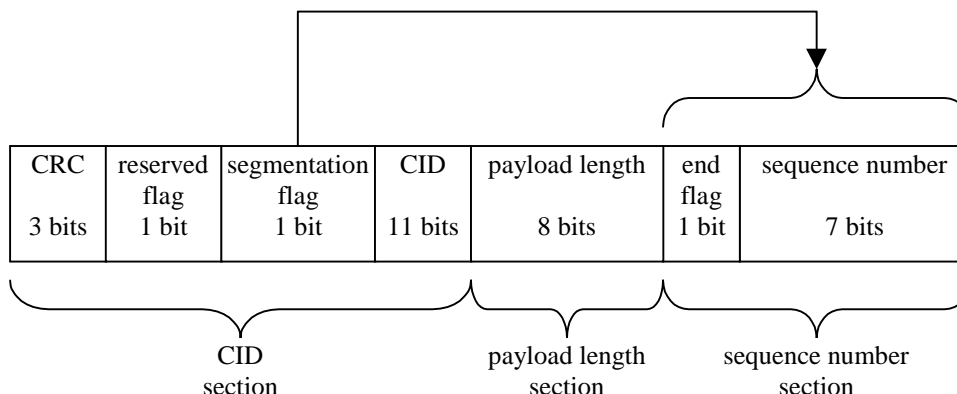 CRC reserved segmentation CID payload length end sequence number
flag flag flag
3 bits 1 bit 1 bit 11 bits 8 bits 1 bit 7 bits
CID payload length sequence number
section section section